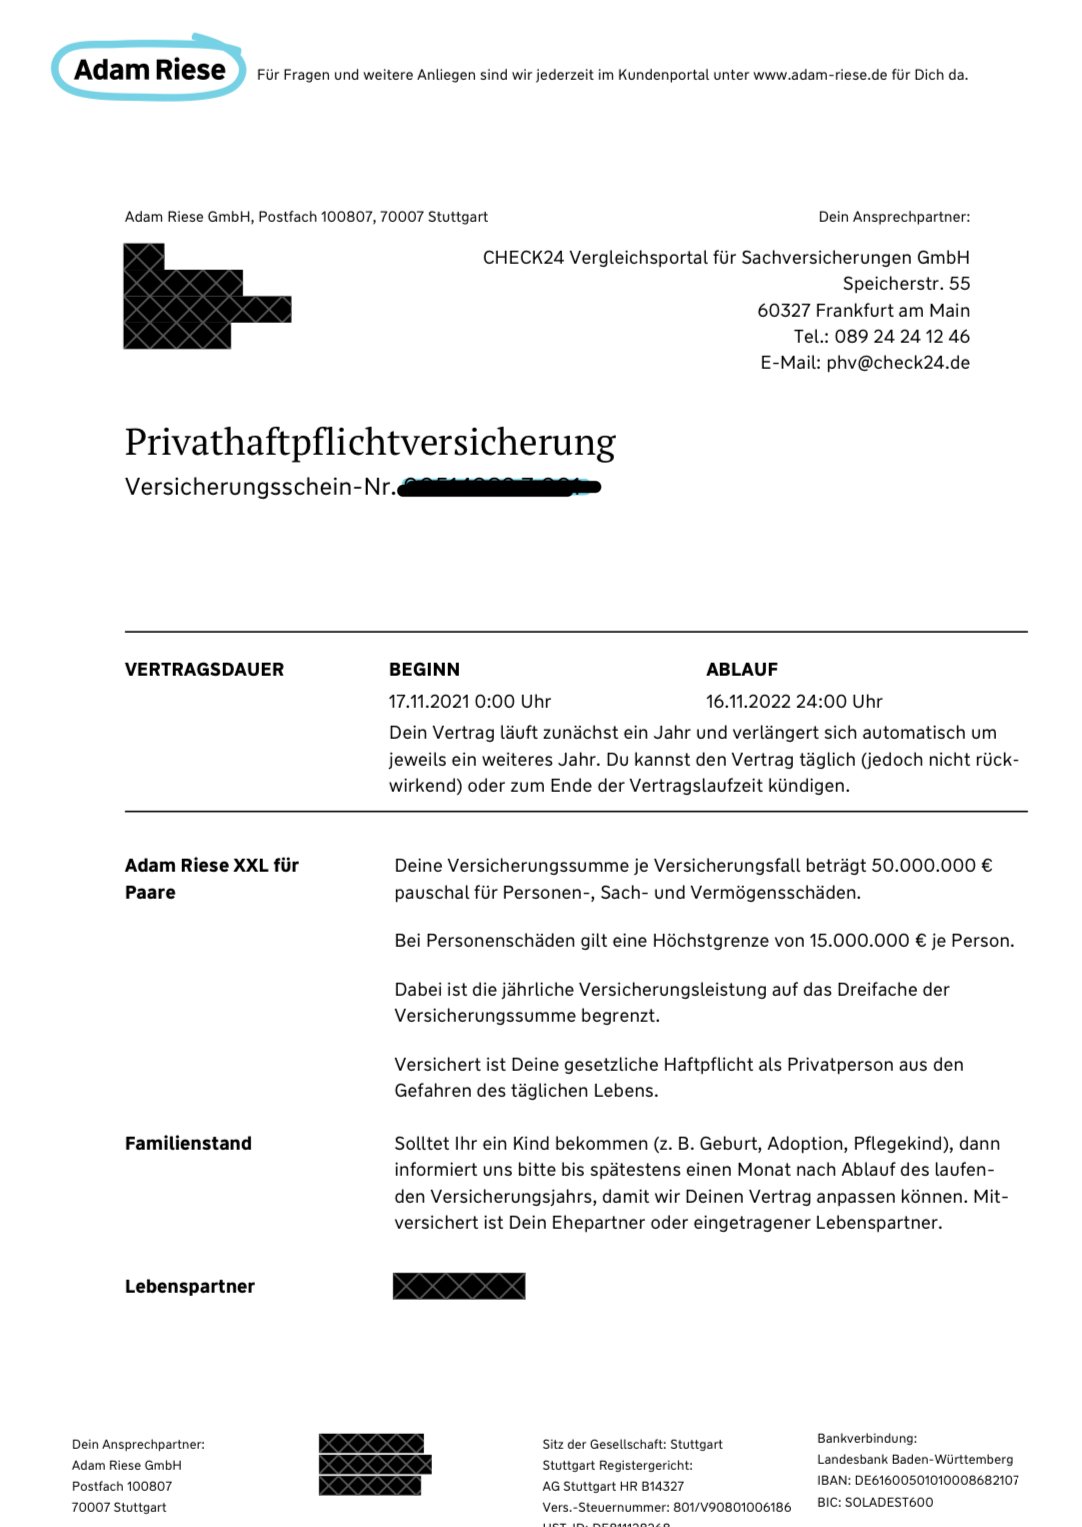 Adam Riese
Für Fragen und weitere Anliegen sind wir jederzeit im Kundenportal unter www.adam-riese.de für Dich da.
Adam Riese GmbH, Postfach 100807, 70007 Stuttgart
Dein Ansprechpartner:
CHECK24 Vergleichsportal für Sachversicherungen GmbH
Speicherstr. 55
60327 Frankfurt am Main
Tel.: 089 24 24 12 46
E-Mail: phv@check24.de
Privathaftpflichtversicherung
Versicherungsschein-Nr.
VERTRAGSDAUER
BEGINN
ABLAUF
17.11.2021 0:00 Uhr
16.11.2022 24:00 Uhr
Dein Vertrag läuft zunächst ein Jahr und verlängert sich automatisch um
jeweils ein weiteres Jahr. Du kannst den Vertrag täglich (jedoch nicht rück-
wirkend) oder zum Ende der Vertragslaufzeit kündigen.
Adam Riese XXL für
Paare
Deine Versicherungssumme je Versicherungsfall beträgt 50.000.000 €
pauschal für Personen-, Sach- und Vermögensschäden.
Bei Personenschäden gilt eine Höchstgrenze von 15.000.000 € je Person.
Dabei ist die jährliche Versicherungsleistung auf das Dreifache der
Versicherungssumme begrenzt.
Versichert ist Deine gesetzliche Haftpflicht als Privatperson aus den
Gefahren des täglichen Lebens.
Familienstand
Solltet Ihr ein Kind bekommen (z. B. Geburt, Adoption, Pflegekind), dann
informiert uns bitte bis spätestens einen Monat nach Ablauf des laufen-
den Versicherungsjahrs, damit wir Deinen Vertrag anpassen können. Mit-
versichert ist Dein Ehepartner oder eingetragener Lebenspartner.
Lebenspartner
Dein Ansprechpartner:
Adam Riese GmbH
Postfach 100807
70007 Stuttgart
Sitz der Gesellschaft: Stuttgart
Stuttgart Registergericht:
AG Stuttgart HR B14327
Vers.-Steuernummer: 801/V90801006186
Bankverbindung:
Landesbank Baden-Württemberg
IBAN: DE61600501010008682107
BIC: SOLADEST600